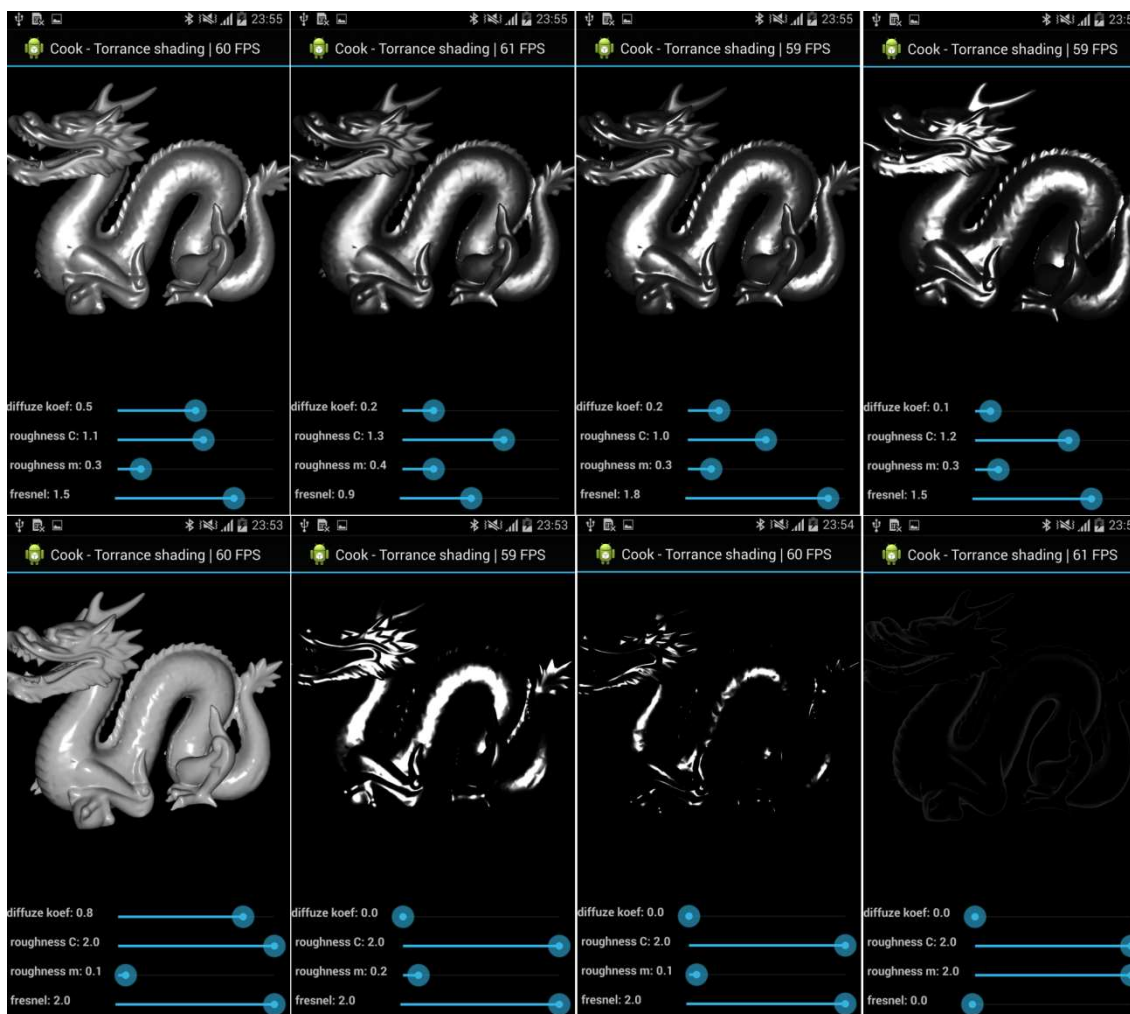 23:55
Cook - Torrance shading | 60 FPS
diffuze koef: 0.5
roughness C: 1.1
roughness m: 0.3
fresnel: 1.5
23:55
Cook - Torrance shading | 61 FPS
diffuze koef: 0.2
roughness C: 1.3
roughness m: 0.4
fresnel: 0.9
23:55
Cook - Torrance shading | 59 FPS
diffuze koef: 0.2
roughness C: 1.0
roughness m: 0.3
fresnel: 1.8
Cook - Torrance shading | 59 FPS
diffuze koef: 0.1
roughness C: 1.2
roughness m: 0.3
fresnel: 1.5
23:53
Cook - Torrance shading | 60 FPS
diffuze koef: 0.8
roughness C: 2.0
roughness m: 0.1
fresnel: 2.0
23:53
Cook - Torrance shading | 59 FPS
diffuze koef: 0.0
roughness C: 2.0
roughness m: 0.2
fresnel: 2.0
23:54
Cook - Torrance shading | 60 FPS
diffuze koef: 0.0
roughness C: 2.0
roughness m: 0.1
fresnel: 2.0
Cook - Torrance shading | 61 FPS
diffuze koef: 0.0
roughness C: 2.0
roughness m: 2.0
fresnel: 0.0